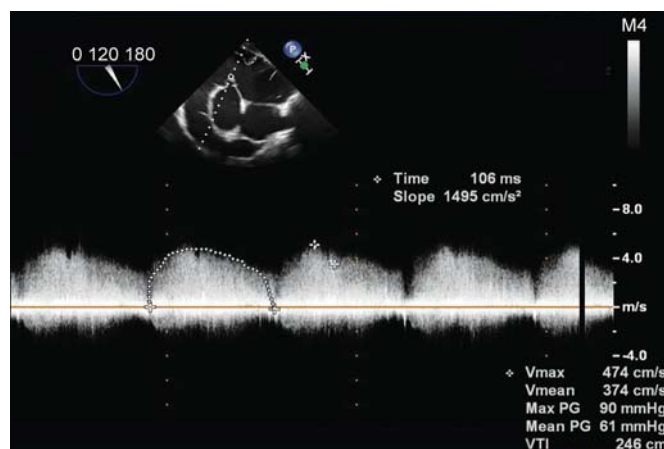 M4
0 120 180
P
Time 106 ms
Slope 1495 cm/s²
8.0
4.0
m/s
-4.0
Vmax 474 cm/s
Vmean 374 cm/s
Max PG 90 mmHg
Mean PG 61 mmHg
VTI 246 cm